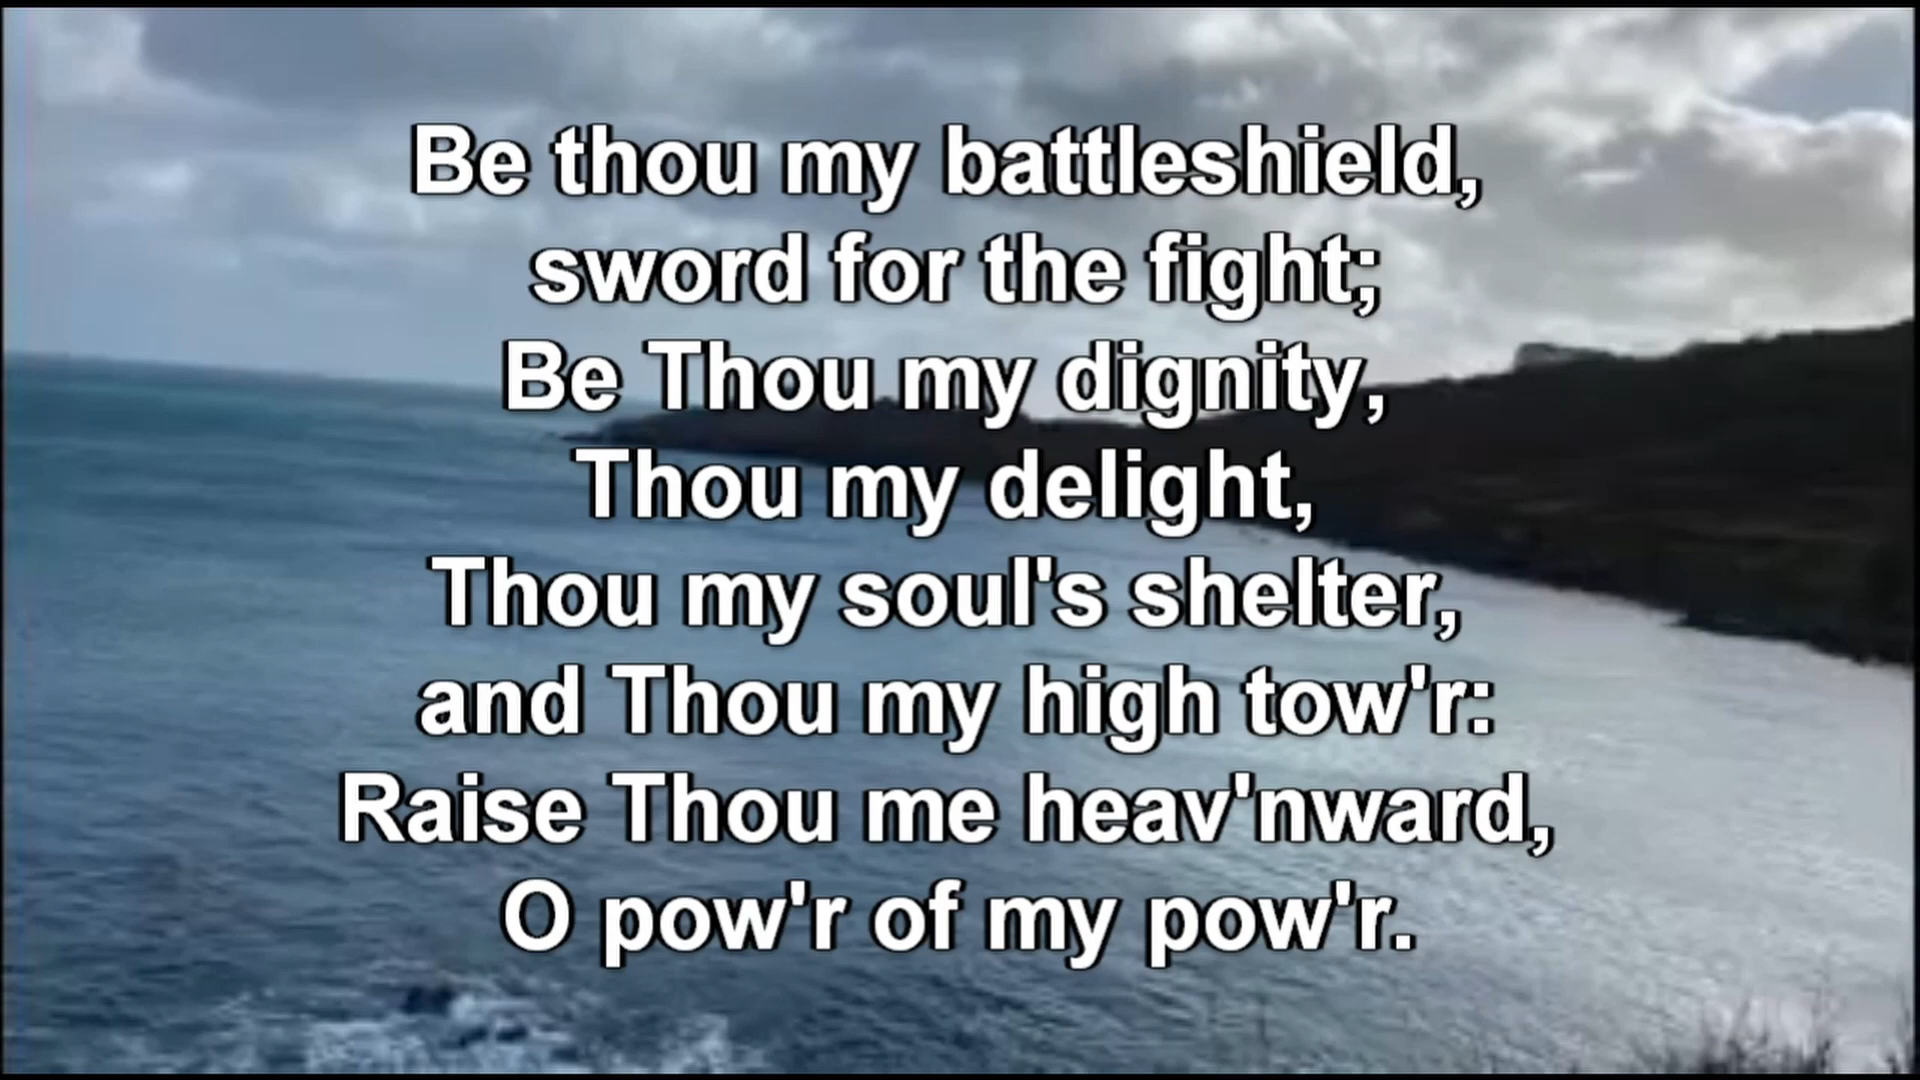 Be thou my battleshield,
sword for the fight;
Be Thou my dignity,
Thou my delight,
Thou my soul's shelter,
and Thou my high tow'r:
Raise Thou me heav'nward,
O pow'r of my pow'r.